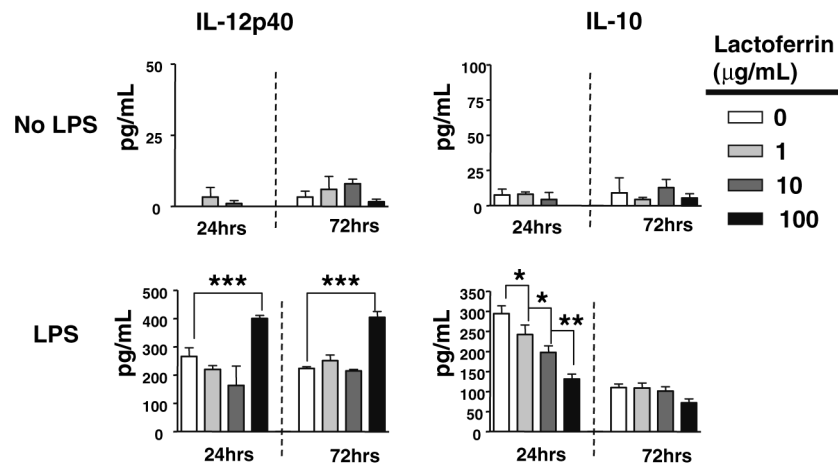 IL-12p40
IL-10
Lactoferrin
(µg/mL)
0
1
10
100
No LPS
pg/mL
50
25
0
24hrs
72hrs
pg/mL
100
75
50
25
0
24hrs
72hrs
LPS
pg/mL
500
400
300
200
100
0
***
***
24hrs
72hrs
pg/mL
350
300
250
200
150
100
50
0
*
*
**
24hrs
72hrs